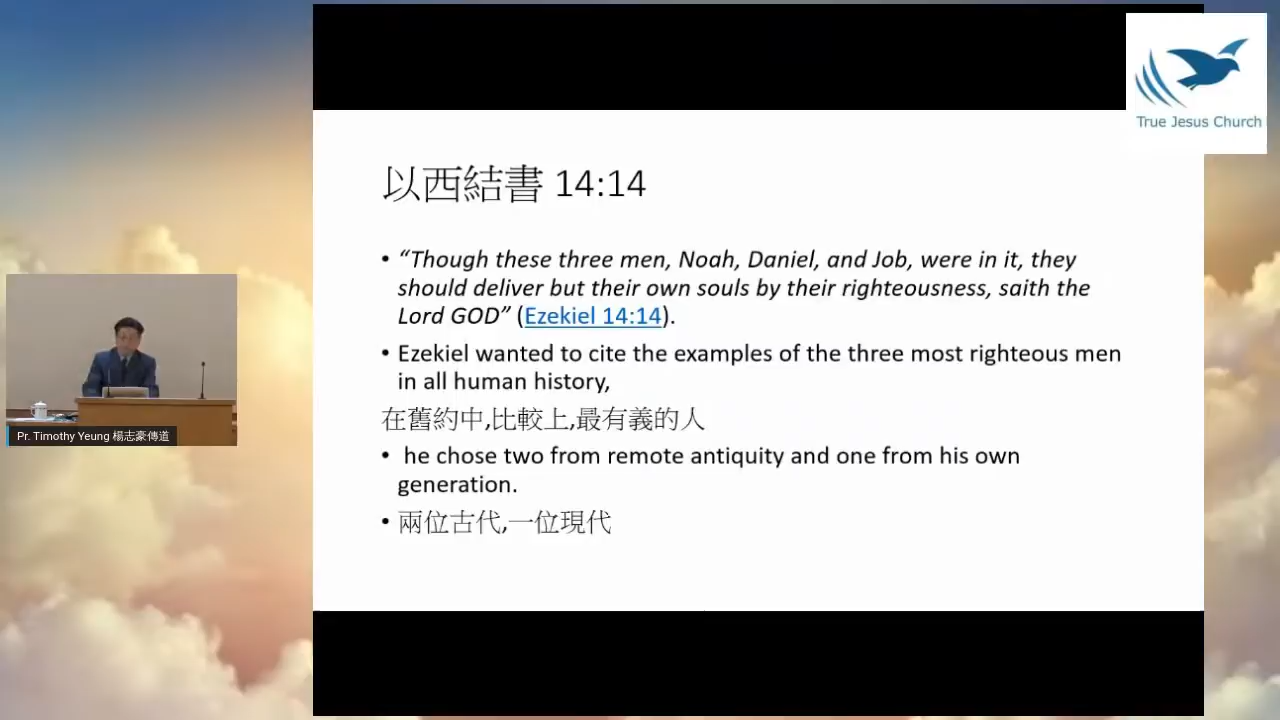 True Jesus Church
以西結書 14:14
• “Though these three men, Noah, Daniel, and Job, were in it, they
should deliver but their own souls by their righteousness, saith the
Lord GOD” (Ezekiel 14:14).
• Ezekiel wanted to cite the examples of the three most righteous men
in all human history,
在舊約中,比較上,最有義的人
• he chose two from remote antiquity and one from his own
generation.
• 兩位古代,一位現代
Pr. Timothy Yeung 楊志豪傳道